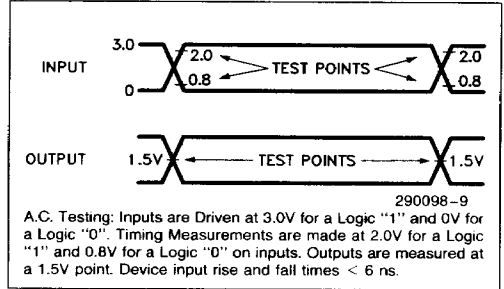 3.0
INPUT 2.0 TEST POINTS 2.0
0.8 0.8
0
OUTPUT 1.5V TEST POINTS 1.5V
290098-9
A.C. Testing: Inputs are Driven at 3.0V for a Logic "1" and 0V for
a Logic "0". Timing Measurements are made at 2.0V for a Logic
"1" and 0.8V for a Logic "0" on inputs. Outputs are measured at
a 1.5V point. Device input rise and fall times < 6 ns.